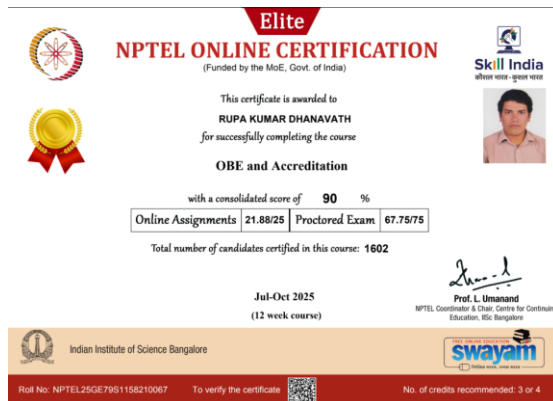 Elite
NPTEL ONLINE CERTIFICATION
(Funded by the MoE, Govt. of India)
Skill India
कौशल भारत - कुशल भारत
This certificate is awarded to
RUPA KUMAR DHANAVATH
for successfully completing the course
OBE and Accreditation
with a consolidated score of 90 %
Online Assignments 21.88/25 Proctored Exam 67.75/75
Total number of candidates certified in this course: 1602
Jul-Oct 2025
(12 week course)
Prof. L. Umanand
NPTEL Coordinator & Chair, Centre for Continuin
Education, IISc Bangalore
Indian Institute of Science Bangalore
FREE ONLINE EDUCATION
swayam
Roll No: NPTEL25GE79S1158210067 To verify the certificate No. of credits recommended: 3 or 4